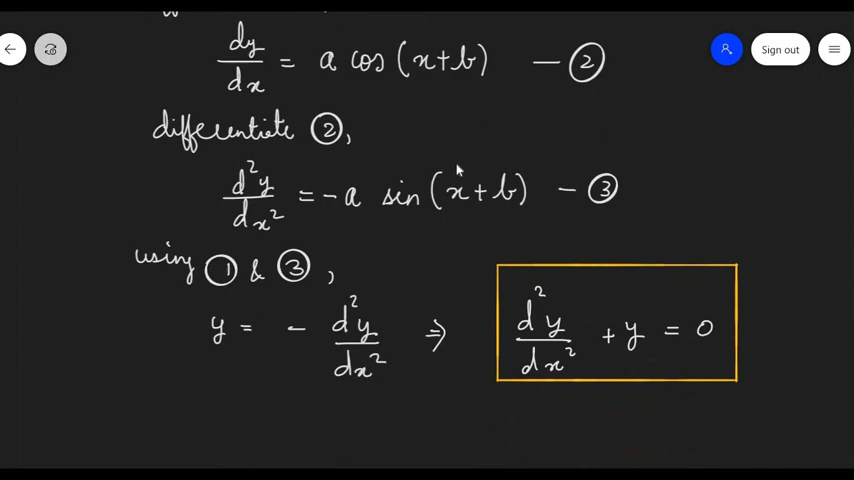 Sign out
dy/dx = a cos (x+b) — ②
differentiate ②,
d²y/dx² = -a sin (x+b) — ③
using ① & ③,
y = - d²y/dx² ⇒ d²y/dx² + y = 0